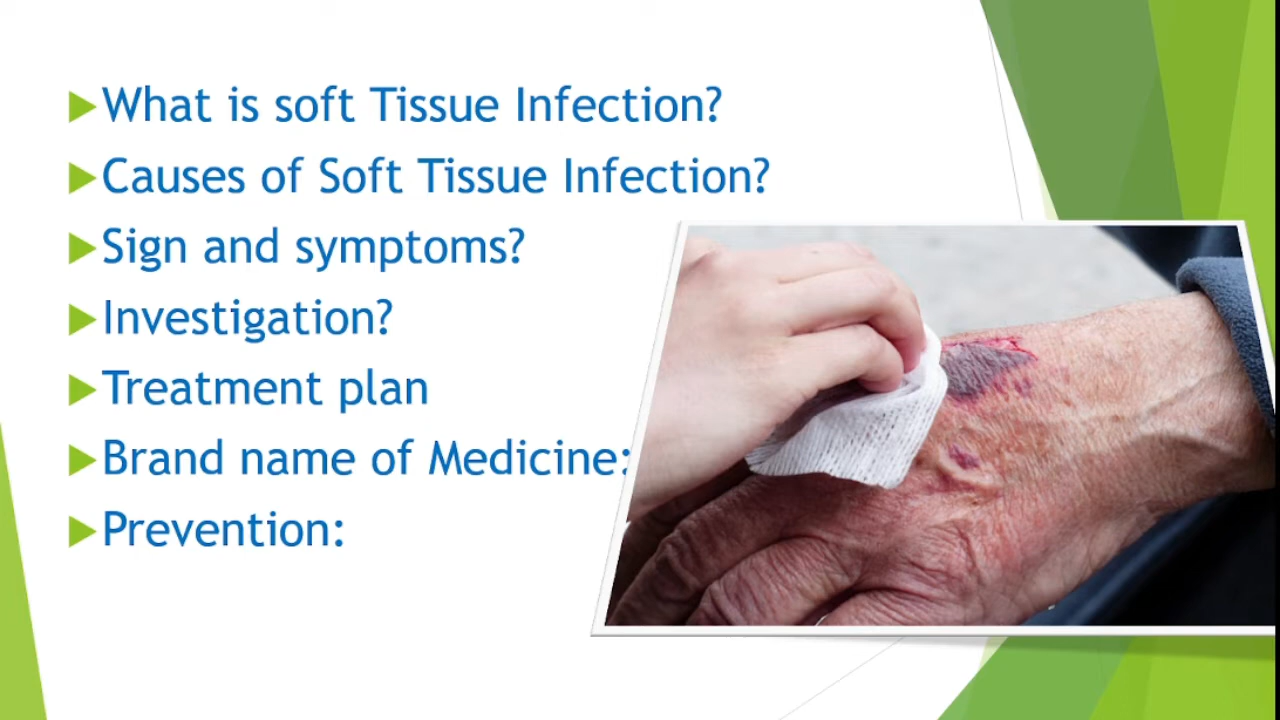 What is soft Tissue Infection?
Causes of Soft Tissue Infection?
Sign and symptoms?
Investigation?
Treatment plan
Brand name of Medicine:
Prevention: